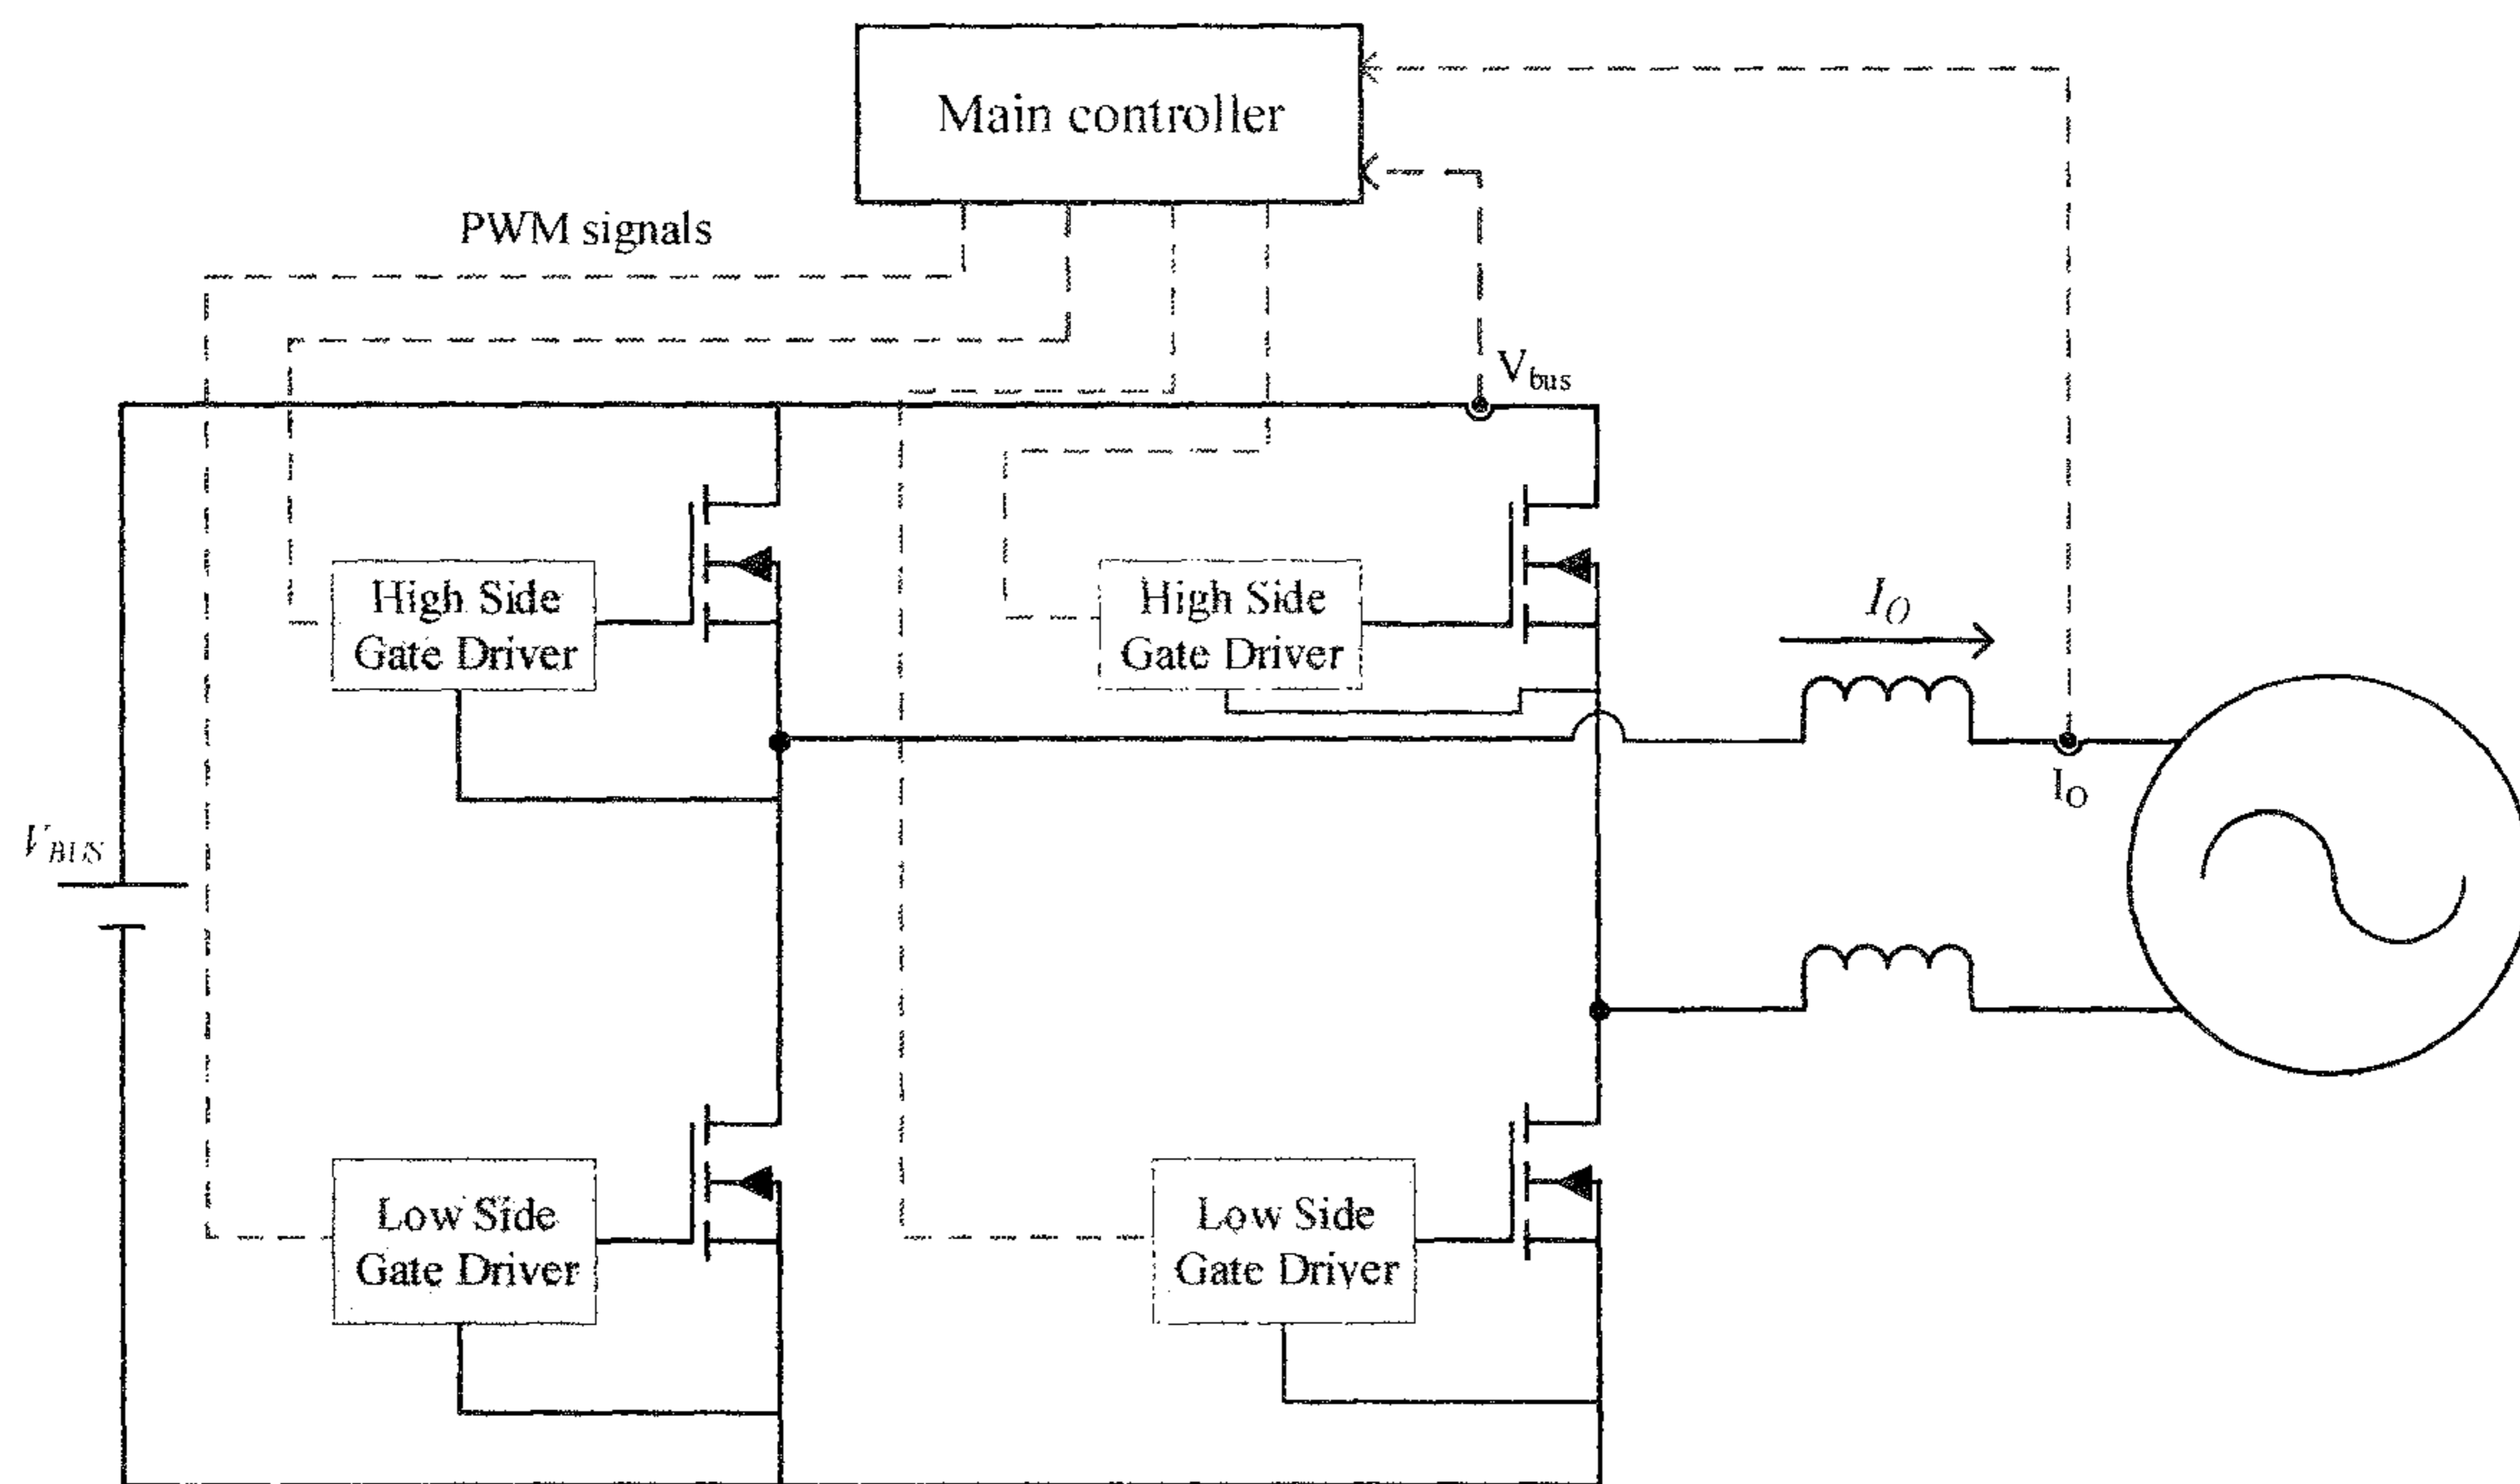 Main controller
PWM signals
Vbus
High Side
Gate Driver
High Side
Gate Driver
IO
IO
VBUS
Low Side
Gate Driver
Low Side
Gate Driver